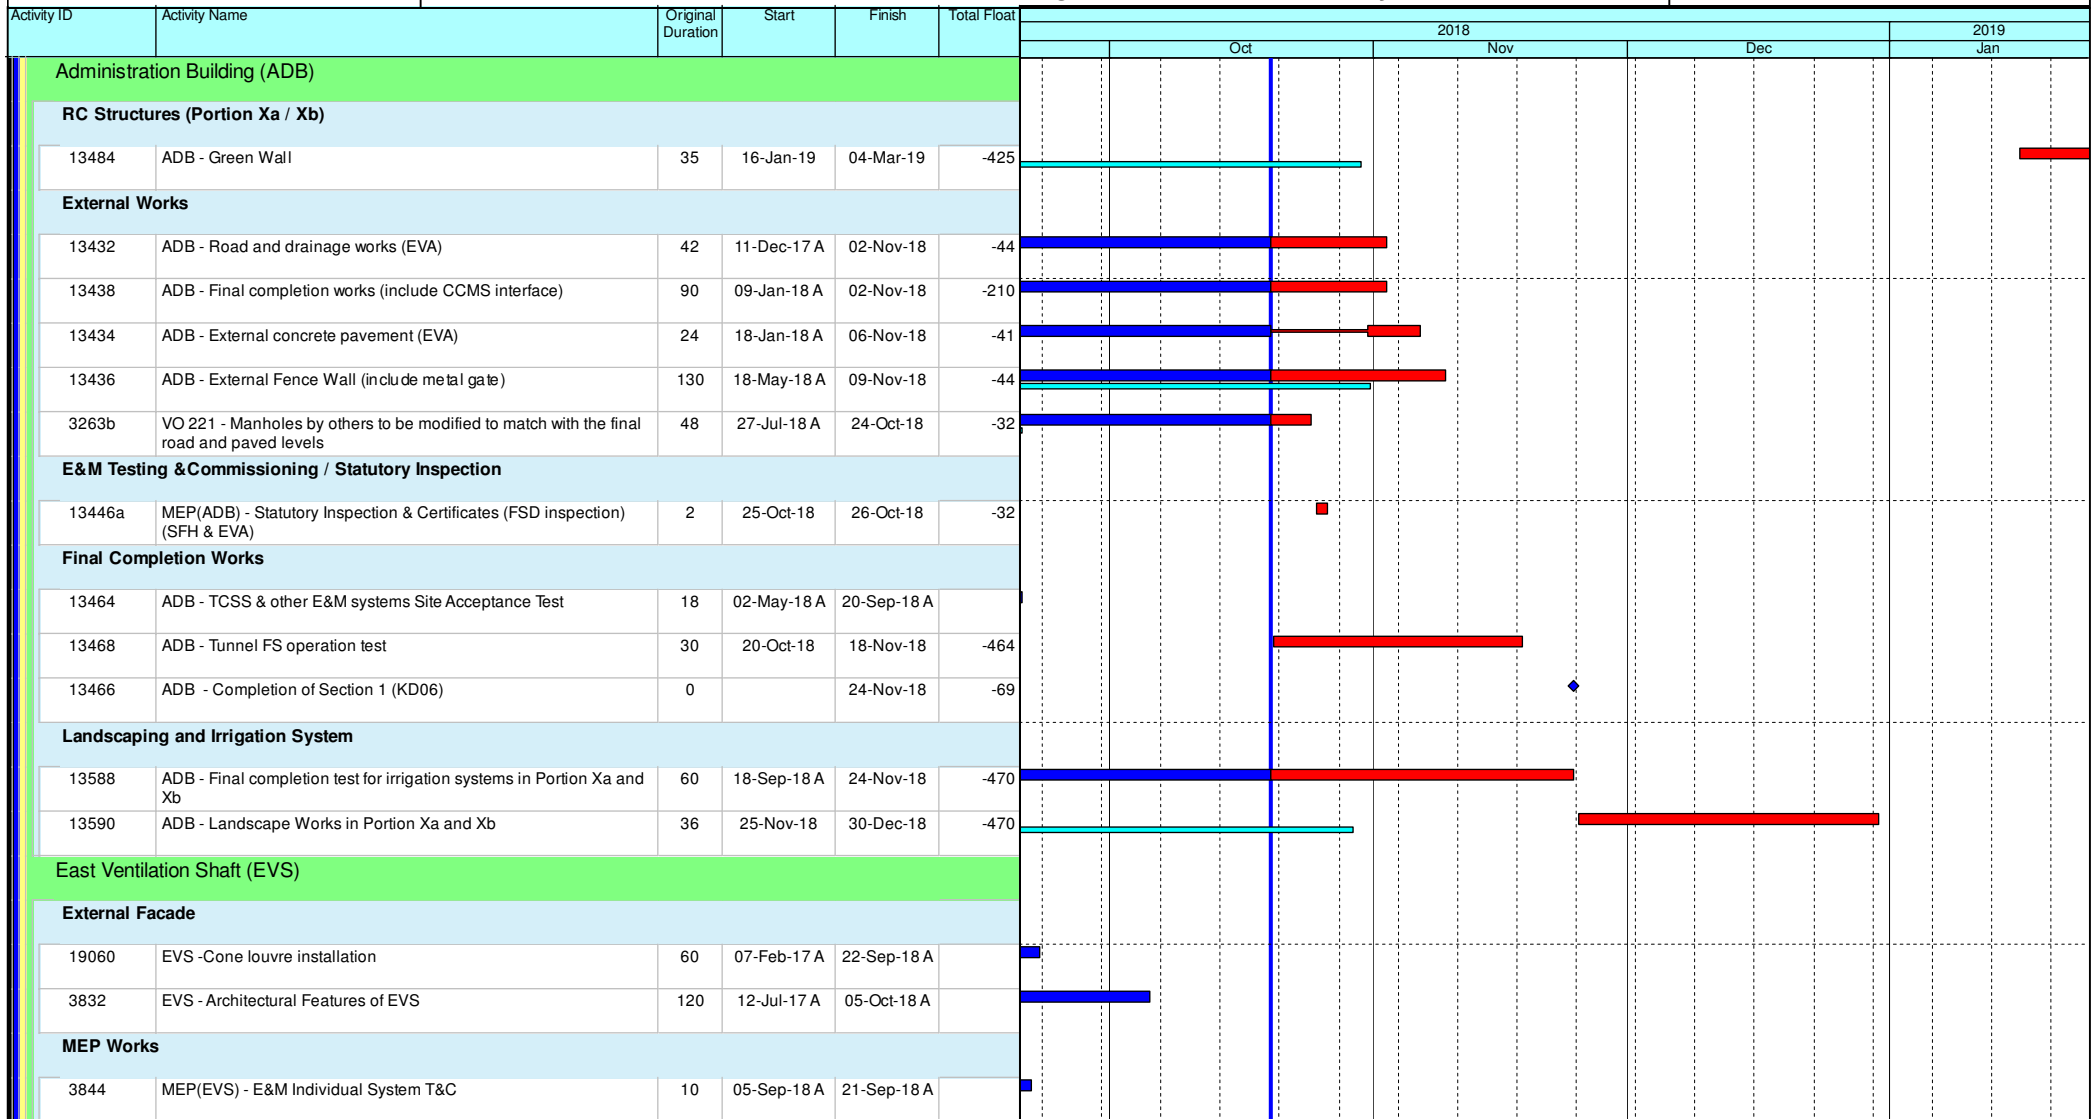 Activity ID Activity Name Original Duration Start Finish Total Float
2018 2019
Oct Nov Dec Jan
Administration Building (ADB)
RC Structures (Portion Xa / Xb)
13484 ADB - Green Wall 35 16-Jan-19 04-Mar-19 -425
External Works
13432 ADB - Road and drainage works (EVA) 42 11-Dec-17 A 02-Nov-18 -44
13438 ADB - Final completion works (include CCMS interface) 90 09-Jan-18 A 02-Nov-18 -210
13434 ADB - External concrete pavement (EVA) 24 18-Jan-18 A 06-Nov-18 -41
13436 ADB - External Fence Wall (include metal gate) 130 18-May-18 A 09-Nov-18 -44
3263b VO 221 - Manholes by others to be modified to match with the final 48 27-Jul-18 A 24-Oct-18 -32
road and paved levels
E&M Testing &Commissioning / Statutory Inspection
13446a MEP(ADB) - Statutory Inspection & Certificates (FSD inspection) 2 25-Oct-18 26-Oct-18 -32
(SFH & EVA)
Final Completion Works
13464 ADB - TCSS & other E&M systems Site Acceptance Test 18 02-May-18 A 20-Sep-18 A
13468 ADB - Tunnel FS operation test 30 20-Oct-18 18-Nov-18 -464
13466 ADB - Completion of Section 1 (KD06) 0 24-Nov-18 -69
Landscaping and Irrigation System
13588 ADB - Final completion test for irrigation systems in Portion Xa and 60 18-Sep-18 A 24-Nov-18 -470
Xb
13590 ADB - Landscape Works in Portion Xa and Xb 36 25-Nov-18 30-Dec-18 -470
East Ventilation Shaft (EVS)
External Facade
19060 EVS -Cone louvre installation 60 07-Feb-17 A 22-Sep-18 A
3832 EVS - Architectural Features of EVS 120 12-Jul-17 A 05-Oct-18 A
MEP Works
3844 MEP(EVS) - E&M Individual System T&C 10 05-Sep-18 A 21-Sep-18 A